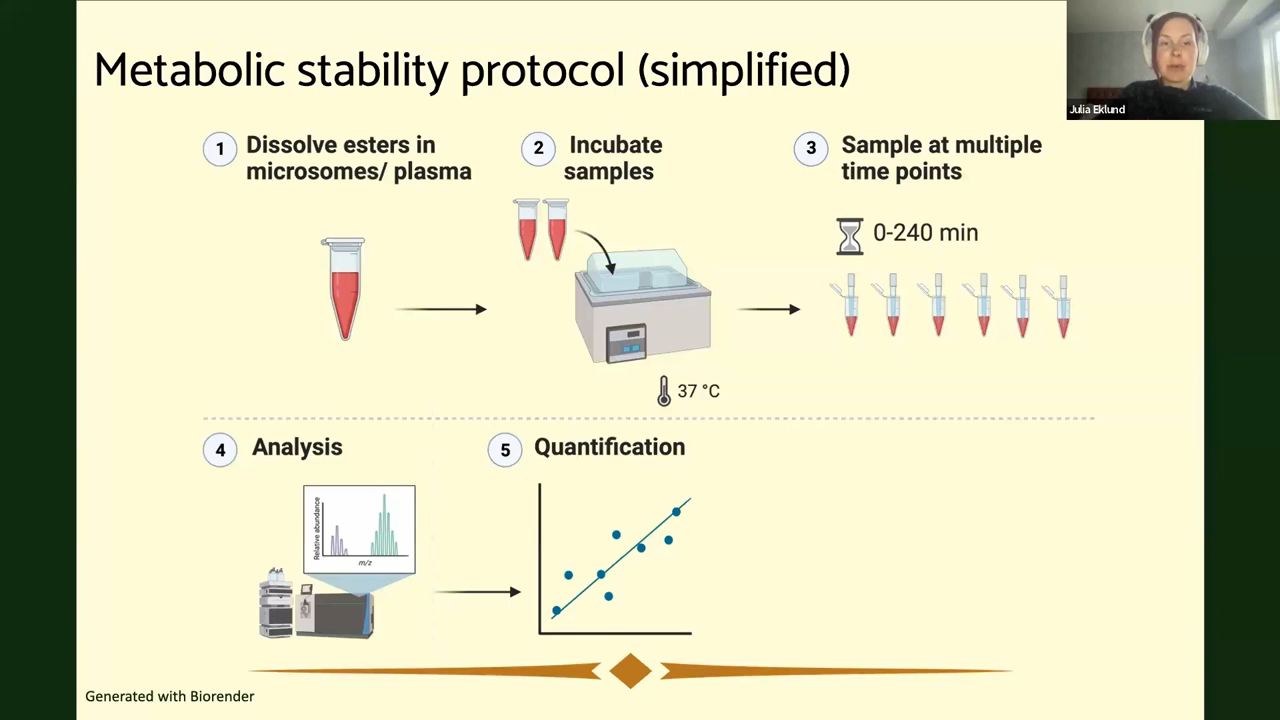 Metabolic stability protocol (simplified)
Julia Eklund
1 Dissolve esters in
microsomes/ plasma
2 Incubate
samples
3 Sample at multiple
time points
0-240 min
37 °C
4 Analysis
5 Quantification
Relative abundance
m/z
Generated with Biorender